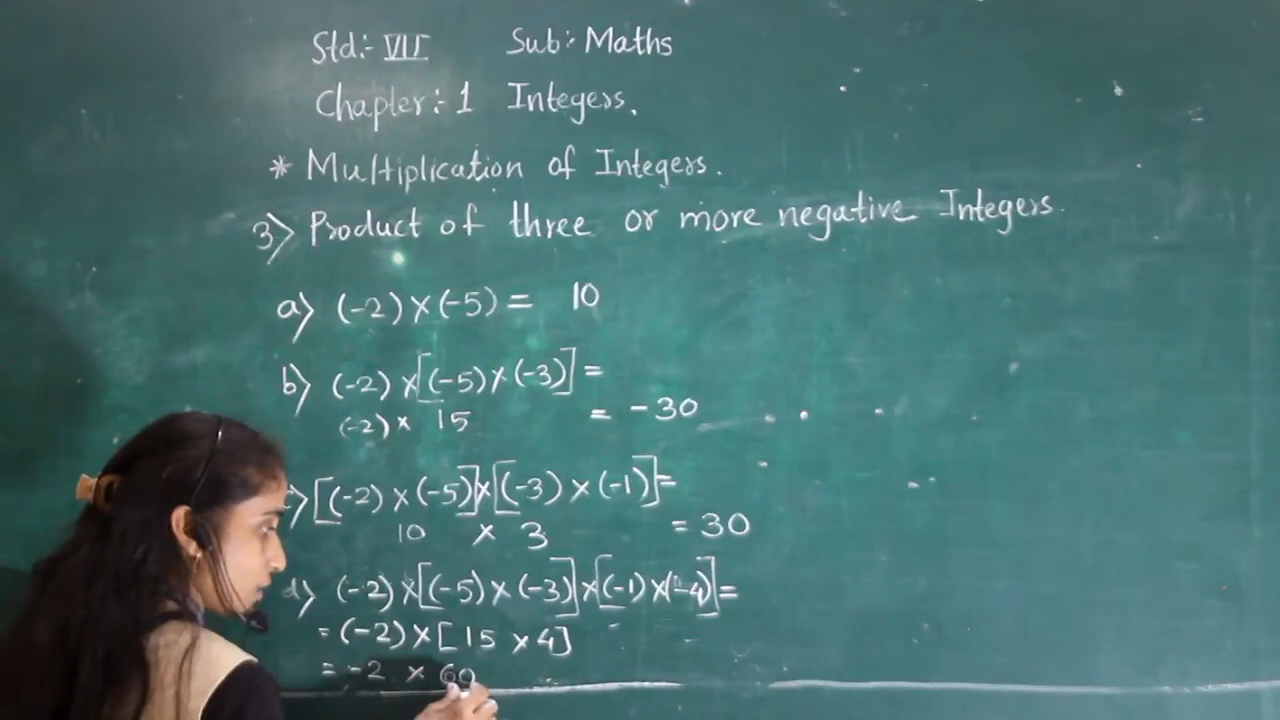 Std:- VII Sub:- Maths
Chapter:- 1 Integers.
* Multiplication of Integers.
3> Product of three or more negative Integers.
a> (-2) × (-5) = 10
b> (-2) × [(-5) × (-3)] =
(-2) × 15 = -30
> [(-2) × (-5)] × [(-3) × (-1)] =
10 × 3 = 30
d> (-2) × [(-5) × (-3)] × [(-1) × (-4)] =
= (-2) × [15 × 4]
= -2 × 60